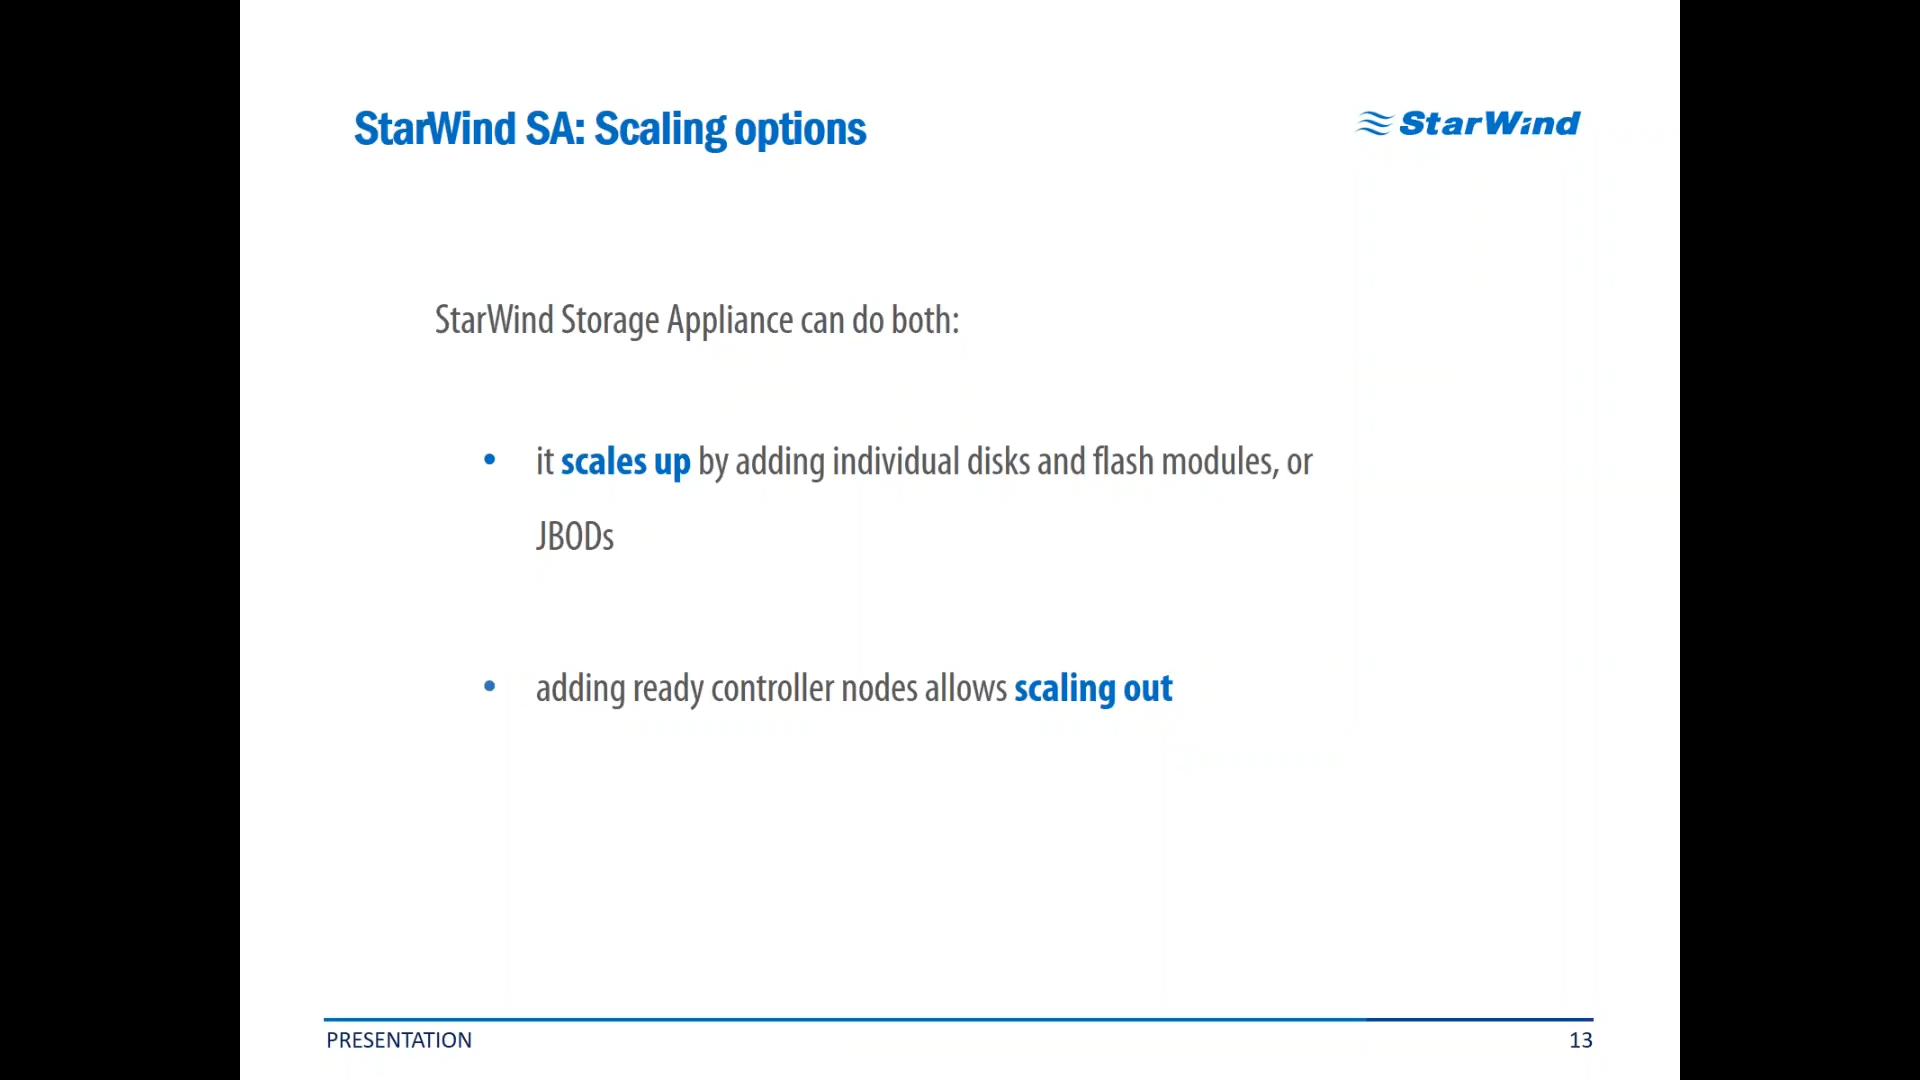 StarWind SA: Scaling options
StarWind
StarWind Storage Appliance can do both:
• it scales up by adding individual disks and flash modules, or
JBODs
• adding ready controller nodes allows scaling out
PRESENTATION
13